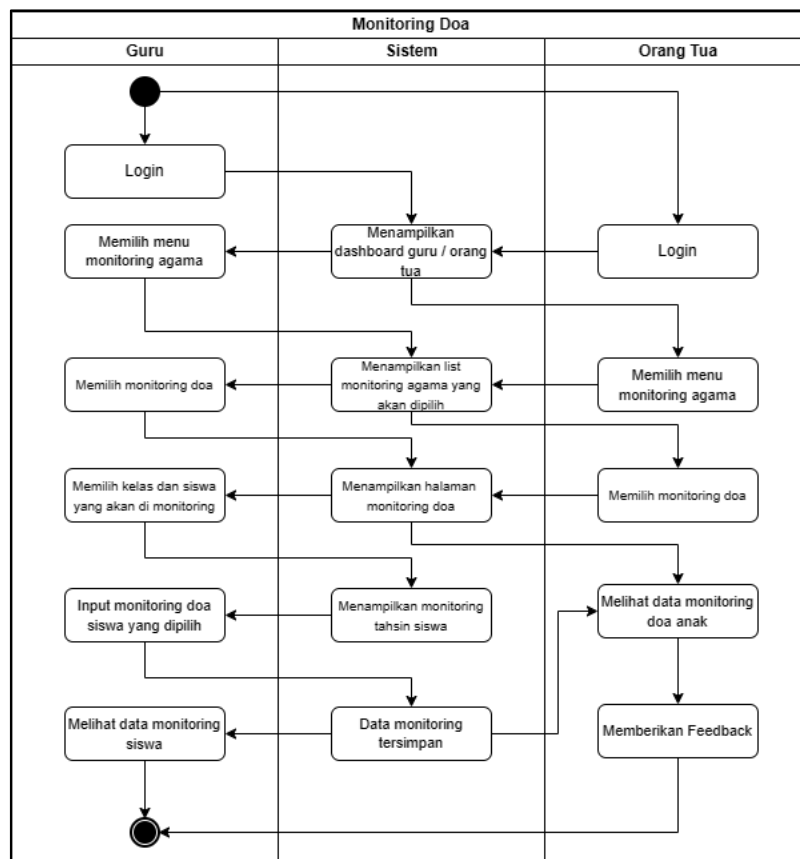 Monitoring Doa
Guru
Sistem
Orang Tua
Login
Memilih menu
monitoring agama
Menampilkan
dashboard guru / orang
tua
Login
Memilih monitoring doa
Menampilkan list
monitoring agama yang
akan dipilih
Memilih menu
monitoring agama
Memilih kelas dan siswa
yang akan di monitoring
Menampilkan halaman
monitoring doa
Memilih monitoring doa
Input monitoring doa
siswa yang dipilih
Menampilkan monitoring
tahsin siswa
Melihat data monitoring
doa anak
Melihat data monitoring
siswa
Data monitoring
tersimpan
Memberikan Feedback